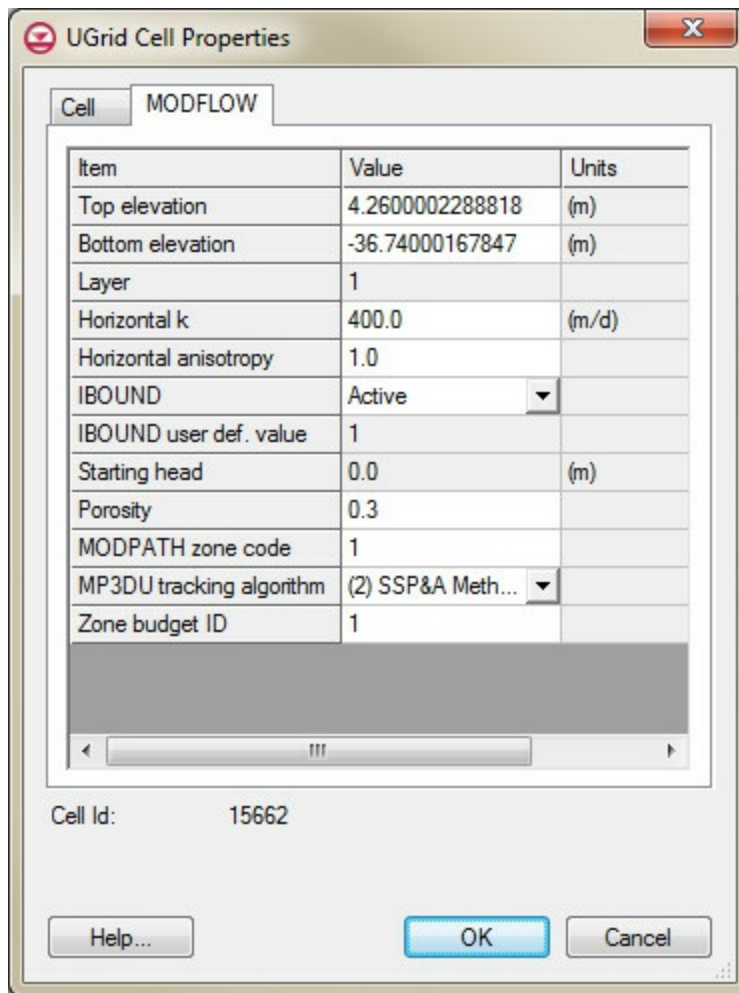 UGrid Cell Properties
Cell MODFLOW
Item Value Units
Top elevation 4.2600002288818 (m)
Bottom elevation -36.74000167847 (m)
Layer 1
Horizontal k 400.0 (m/d)
Horizontal anisotropy 1.0
IBOUND Active
IBOUND user def. value 1
Starting head 0.0 (m)
Porosity 0.3
MODPATH zone code 1
MP3DU tracking algorithm (2) SSP&A Meth...
Zone budget ID 1
Cell Id: 15662
Help... OK Cancel